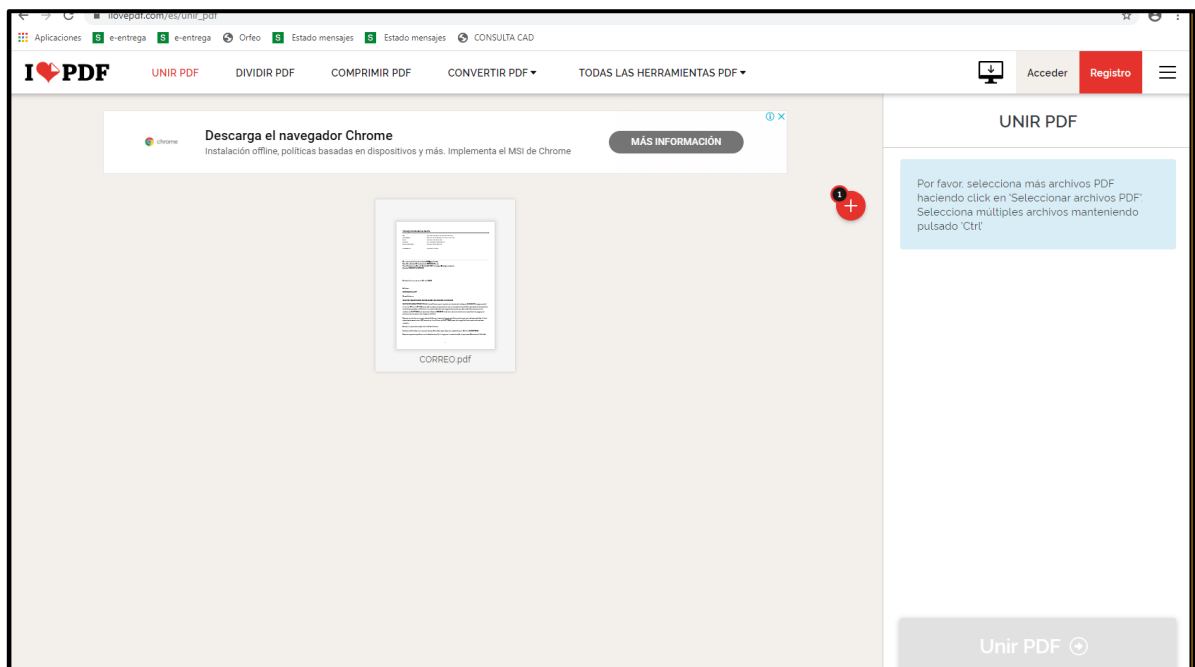 ilovepdf.com/es/unir_pdf
Aplicaciones S e-entrega S e-entrega Orfeo S Estado mensajes S Estado mensajes CONSULTA CAD
I PDF UNIR PDF DIVIDIR PDF COMPRIMIR PDF CONVERTIR PDF TODAS LAS HERRAMIENTAS PDF Acceder Registro
chrome
Descarga el navegador Chrome
Instalación offline, políticas basadas en dispositivos y más. Implementa el MSI de Chrome
MÁS INFORMACIÓN
1
CORREO.pdf
UNIR PDF
Por favor, selecciona más archivos PDF
haciendo click en 'Seleccionar archivos PDF'.
Selecciona múltiples archivos manteniendo
pulsado 'Ctrl'
Unir PDF